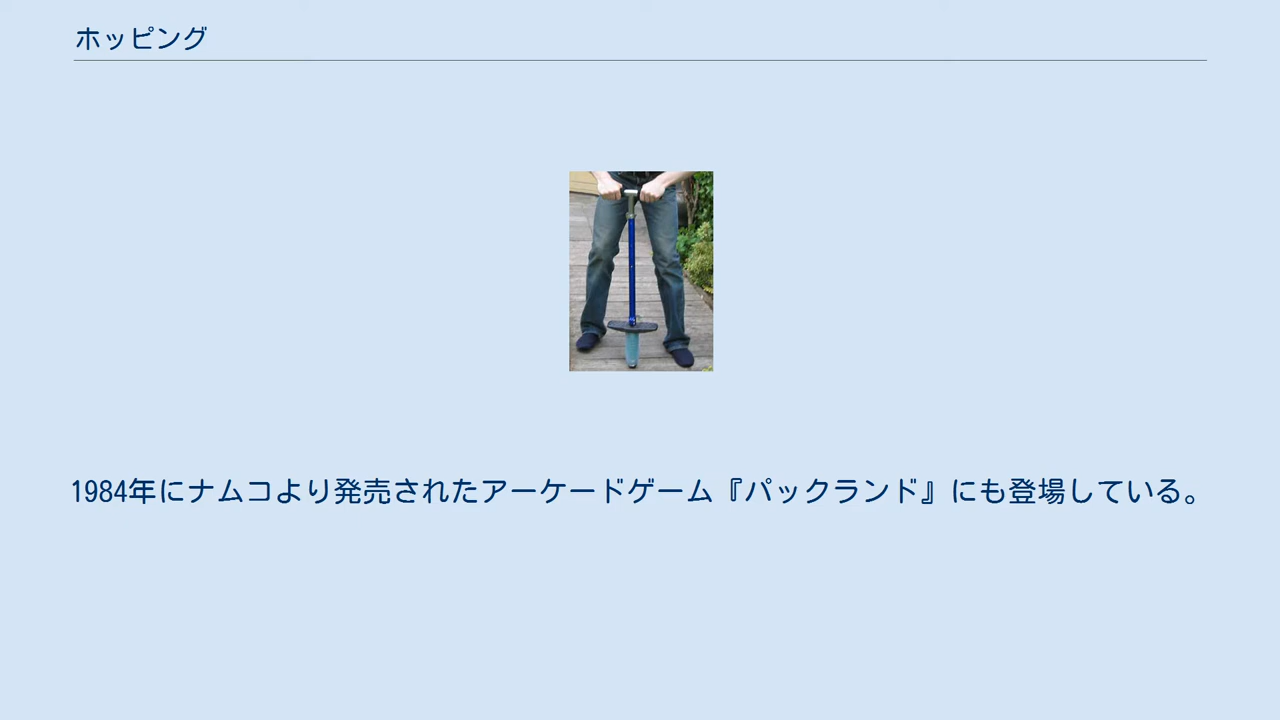 ホッピング
1984年にナムコより発売されたアーケードゲーム『パックランド』にも登場している。